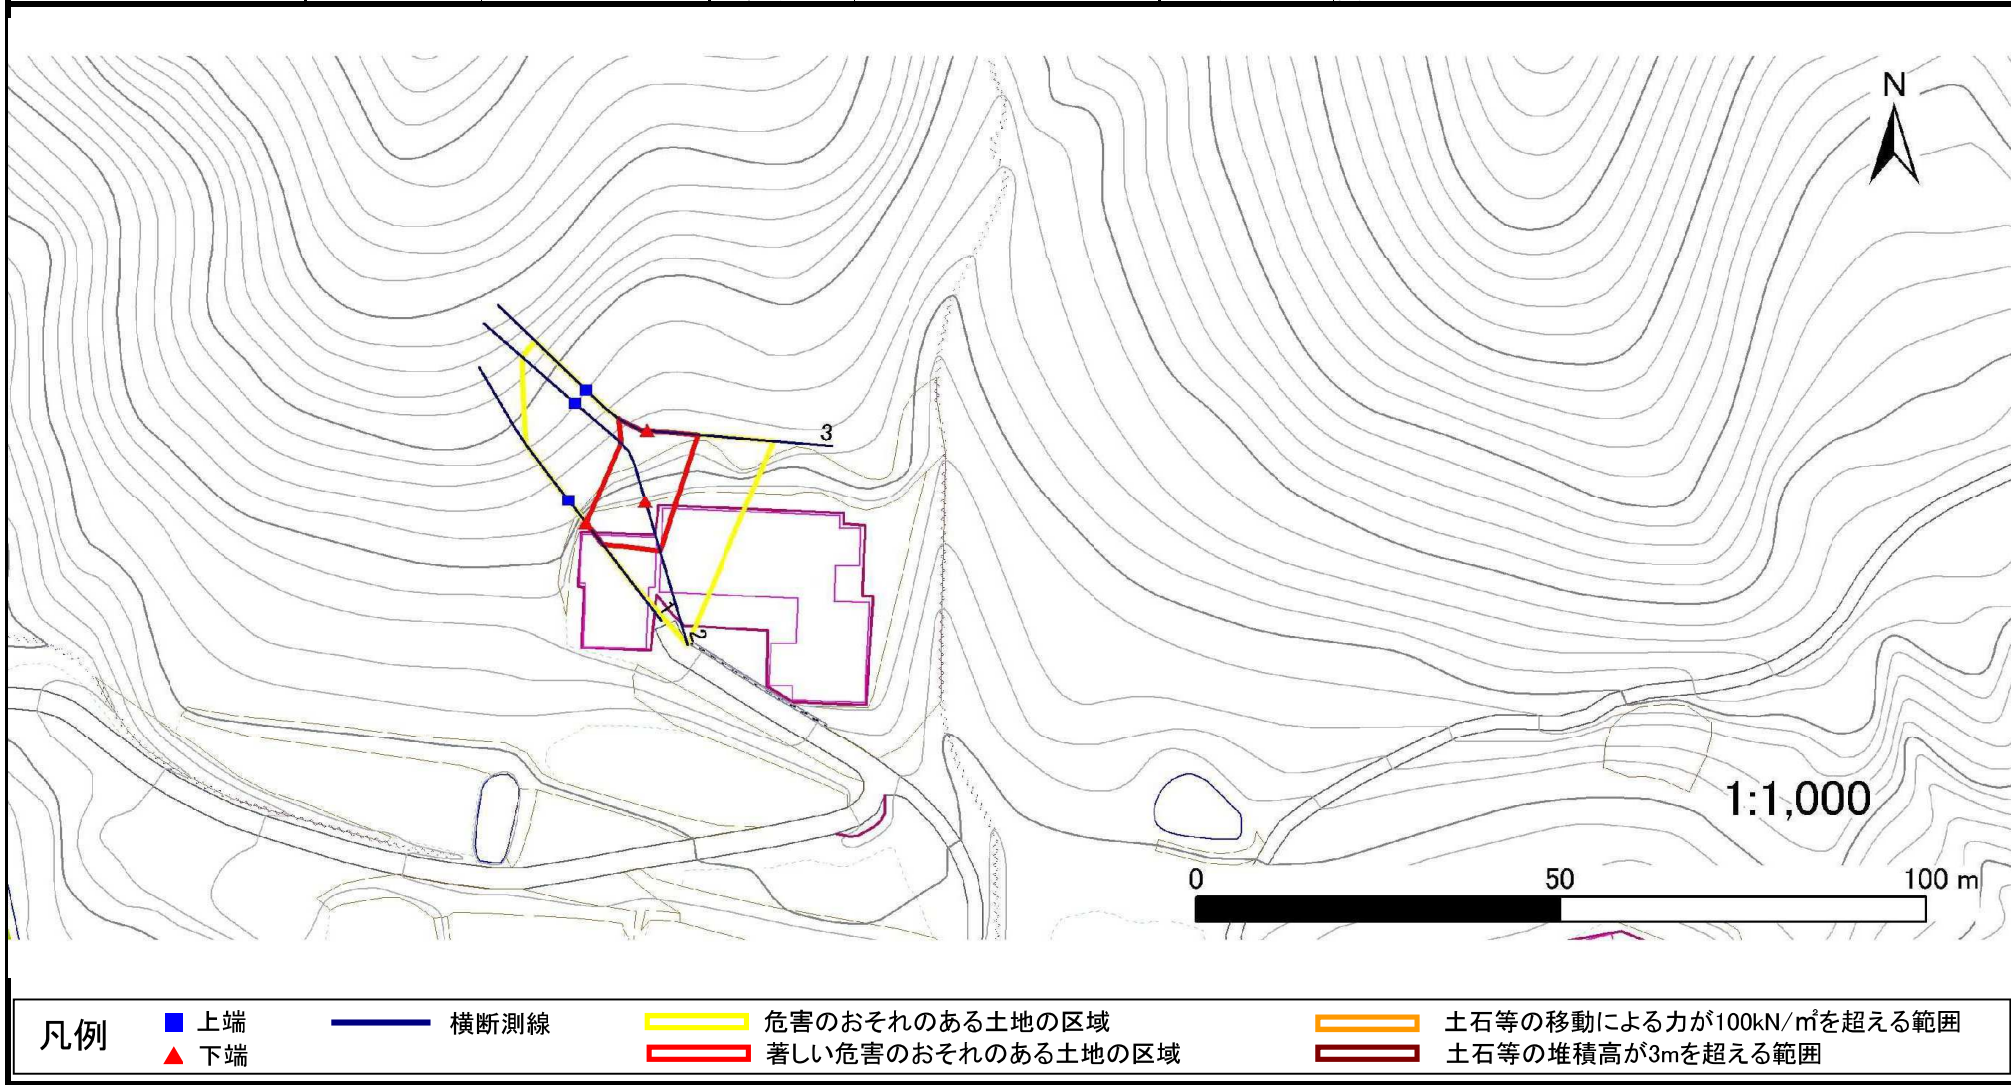 N
3
1
2
1:1,000
0 50 100 m
凡例
上端
下端
横断測線
危害のおそれのある土地の区域
著しい危害のおそれのある土地の区域
土石等の移動による力が100kN/㎡を超える範囲
土石等の堆積高が3mを超える範囲